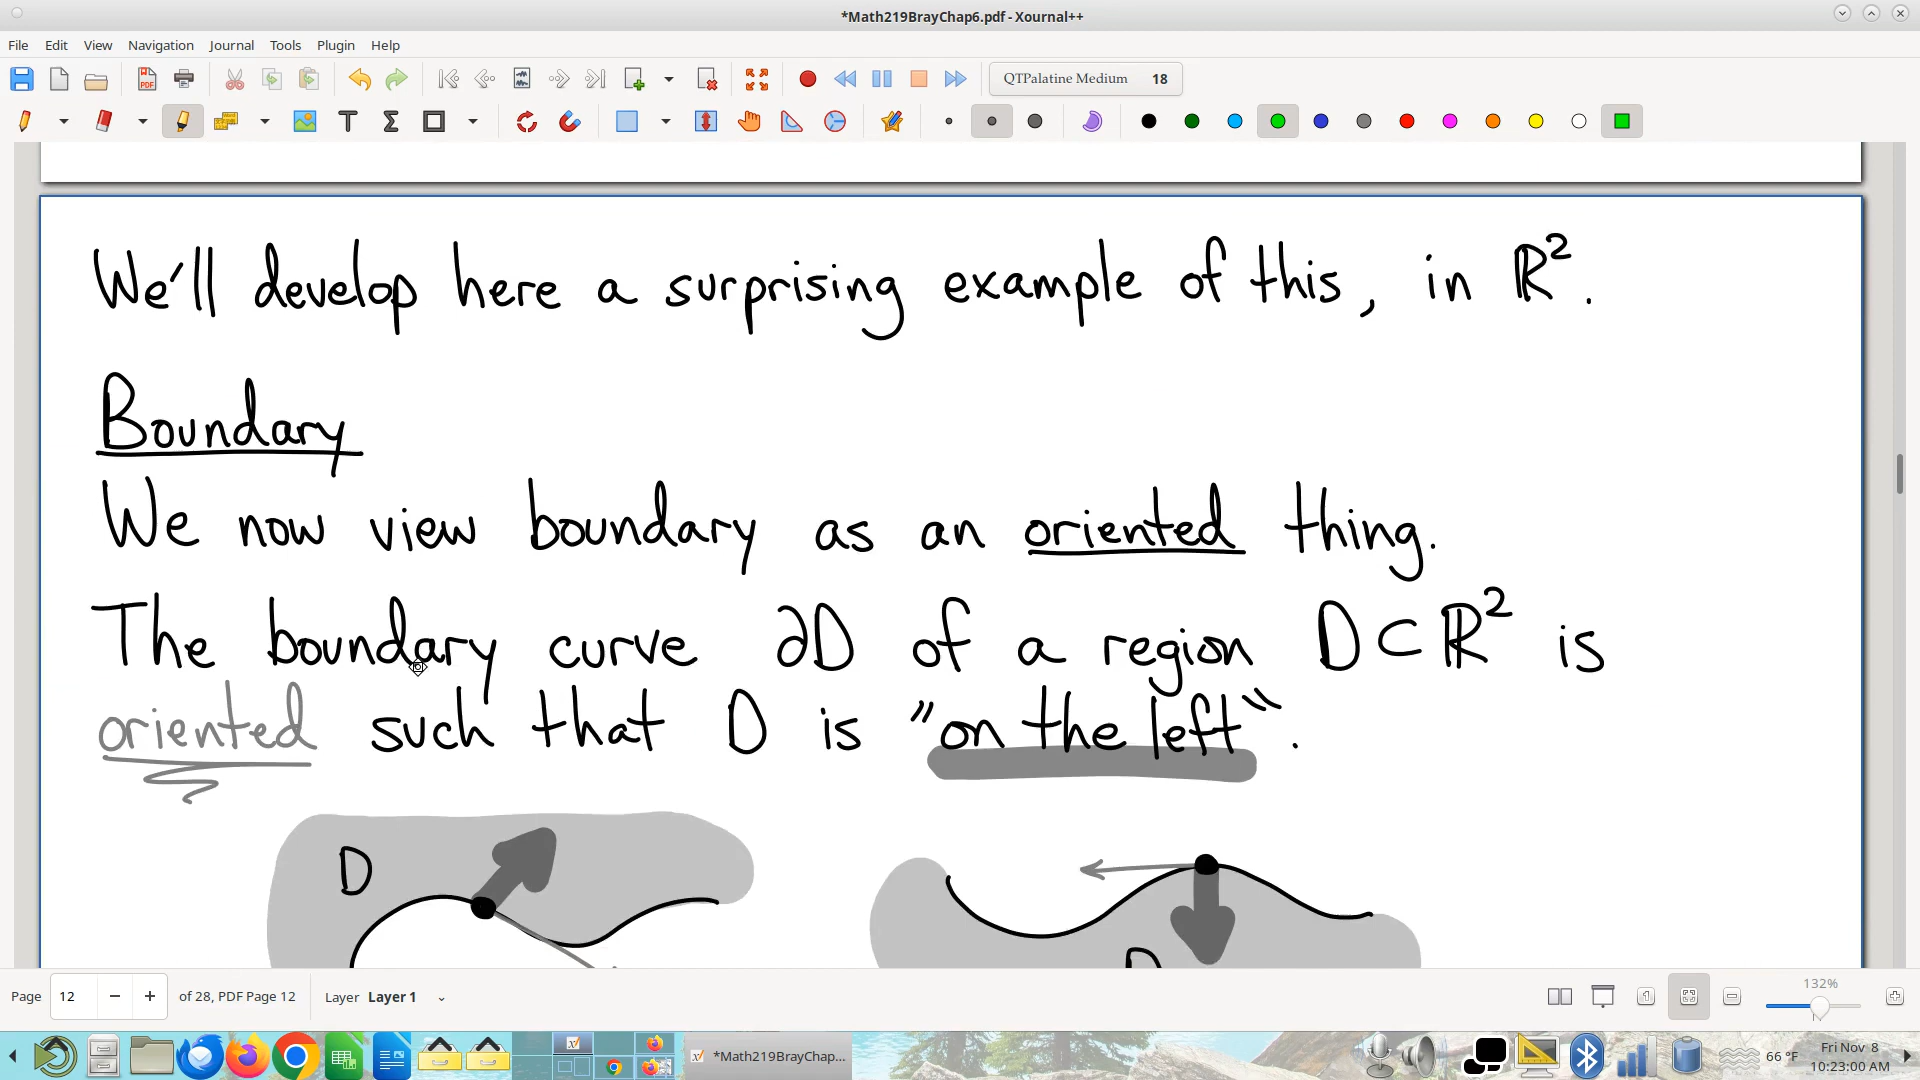 *Math219BrayChap6.pdf - Xournal++
File Edit View Navigation Journal Tools Plugin Help
QTPalatine Medium 18
We'll develop here a surprising example of this, in ℝ².
Boundary
We now view boundary as an oriented thing.
The boundary curve ∂D of a region D⊂ℝ² is
oriented such that D is "on the left".
D
D
Page 12 of 28, PDF Page 12 Layer Layer 1
132%
*Math219BrayChap...
66 °F
Fri Nov 8
10:23:00 AM